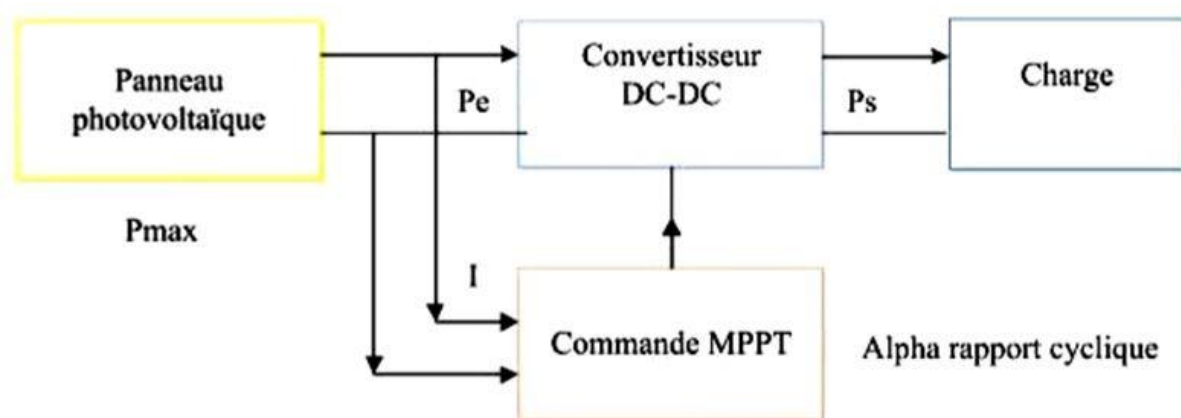 Panneau
photovoltaïque
Convertisseur
DC-DC
Charge
Pe
Ps
Pmax
I
Commande MPPT
Alpha rapport cyclique